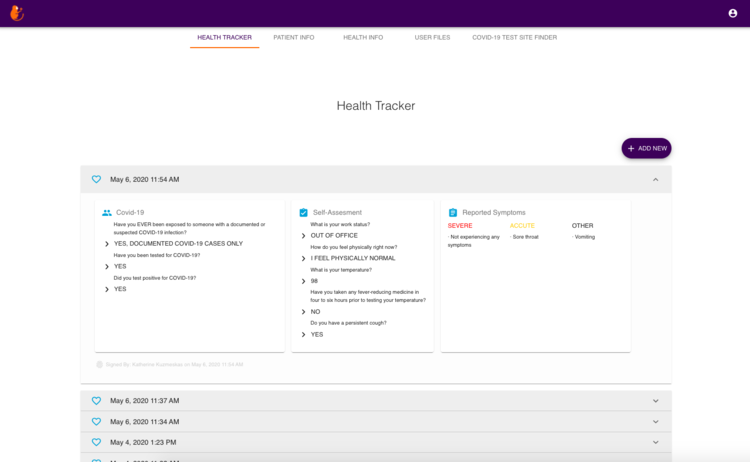 HEALTH TRACKER PATIENT INFO HEALTH INFO USER FILES COVID-19 TEST SITE FINDER
Health Tracker
+ ADD NEW
May 6, 2020 11:54 AM
Covid-19
Have you EVER been exposed to someone with a documented or
suspected COVID-19 infection?
YES, DOCUMENTED COVID-19 CASES ONLY
Have you been tested for COVID-19?
YES
Did you test positive for COVID-19?
YES
Self-Assesment
What is your work status?
OUT OF OFFICE
How do you feel physically right now?
I FEEL PHYSICALLY NORMAL
What is your temperature?
98
Have you taken any fever-reducing medicine in
four to six hours prior to testing your temperature?
NO
Do you have a persistent cough?
YES
Reported Symptoms
SEVERE
· Not experiencing any
symptoms
ACCUTE
· Sore throat
OTHER
· Vomiting
Signed By: Katherine on May 6, 2020 11:54 AM
May 6, 2020 11:37 AM
May 6, 2020 11:34 AM
May 4, 2020 1:23 PM